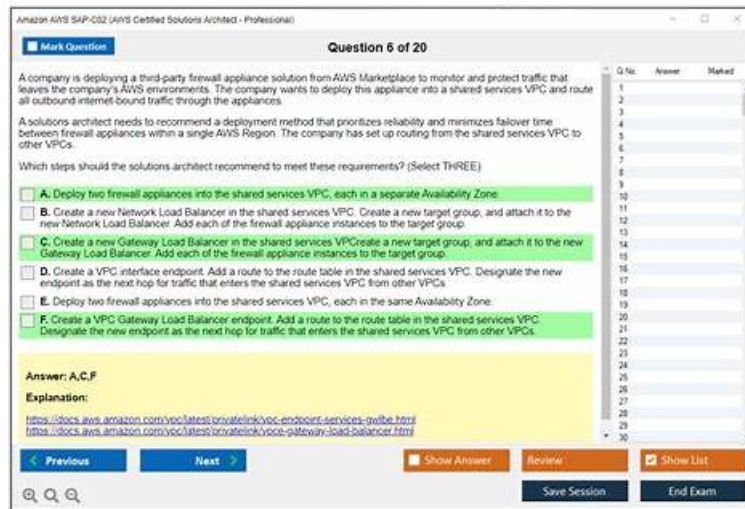 Amazon AWS SAP-C02 (AWS Certified Solutions Architect - Professional)
Mark Question
Question 6 of 20
A company is deploying a third-party firewall appliance solution from AWS Marketplace to monitor and protect traffic that
leaves the company's AWS environments. The company wants to deploy this appliance into a shared services VPC and route
all outbound internet-bound traffic through the appliances.
A solutions architect needs to recommend a deployment method that prioritizes reliability and minimizes failover time
between firewall appliances within a single AWS Region. The company has set up routing from the shared services VPC to
other VPCs.
Which steps should the solutions architect recommend to meet these requirements? (Select THREE)
A. Deploy two firewall appliances into the shared services VPC, each in a separate Availability Zone.
B. Create a new Network Load Balancer in the shared services VPC. Create a new target group, and attach it to the
new Network Load Balancer. Add each of the firewall appliance instances to the target group.
C. Create a new Gateway Load Balancer in the shared services VPCreate a new target group, and attach it to the new
Gateway Load Balancer. Add each of the firewall appliance instances to the target group.
D. Create a VPC interface endpoint. Add a route to the route table in the shared services VPC. Designate the new
endpoint as the next hop for traffic that enters the shared services VPC from other VPCs.
E. Deploy two firewall appliances into the shared services VPC, each in the same Availability Zone.
F. Create a VPC Gateway Load Balancer endpoint. Add a route to the route table in the shared services VPC.
Designate the new endpoint as the next hop for traffic that enters the shared services VPC from other VPCs.
Answer: A,C,F
Explanation:
https://docs.aws.amazon.com/vpc/latest/privatelink/vpc-endpoint-services-gwlbe.html
https://docs.aws.amazon.com/vpc/latest/privatelink/vpce-gateway-load-balancer.html
Q No. Answer Marked
1
2
3
4
5
6
7
8
9
10
11
12
13
14
15
16
17
18
19
20
21
22
23
24
25
26
27
28
29
30
Previous
Next
Show Answer
Review
Show List
Save Session
End Exam